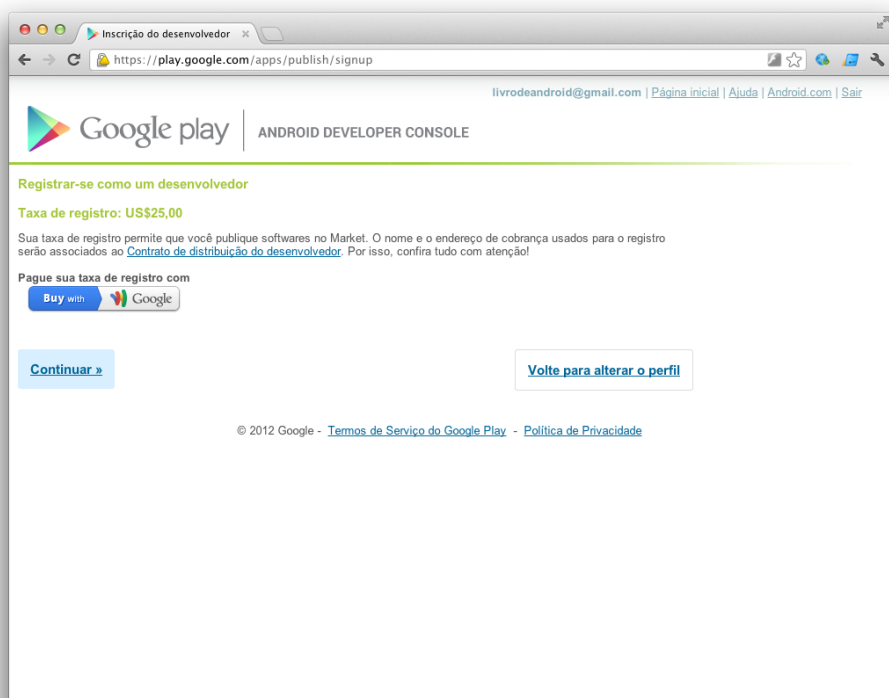 Inscrição do desenvolvedor
https://play.google.com/apps/publish/signup
livrodeandroid@gmail.com | Página inicial | Ajuda | Android.com | Sair
Google play ANDROID DEVELOPER CONSOLE
Registrar-se como um desenvolvedor
Taxa de registro: US$25,00
Sua taxa de registro permite que você publique softwares no Market. O nome e o endereço de cobrança usados para o registro
serão associados ao Contrato de distribuição do desenvolvedor. Por isso, confira tudo com atenção!
Pague sua taxa de registro com
Buy with Google
Continuar » Volte para alterar o perfil
© 2012 Google - Termos de Serviço do Google Play - Política de Privacidade